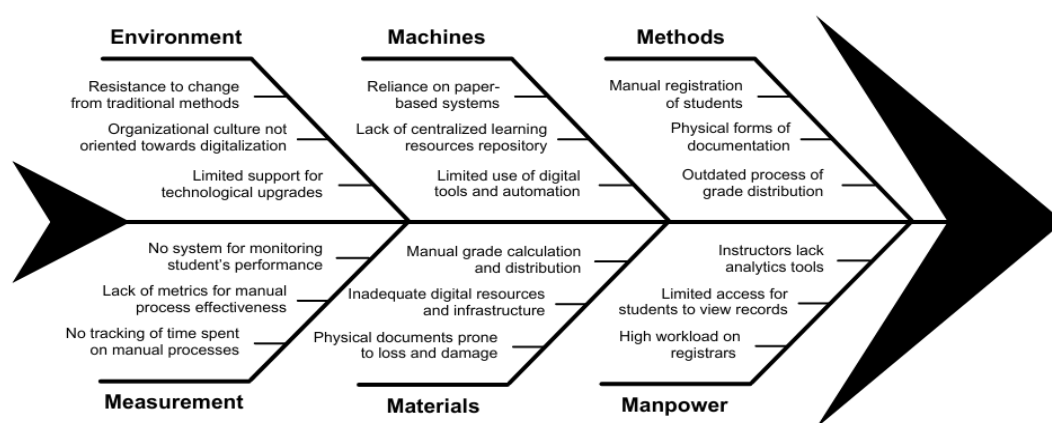 Environment
Resistance to change
from traditional methods
Organizational culture not
oriented towards digitalization
Limited support for
technological upgrades
Machines
Reliance on paper-
based systems
Lack of centralized learning
resources repository
Limited use of digital
tools and automation
Methods
Manual registration
of students
Physical forms of
documentation
Outdated process of
grade distribution
No system for monitoring
student's performance
Lack of metrics for manual
process effectiveness
No tracking of time spent
on manual processes
Measurement
Manual grade calculation
and distribution
Inadequate digital resources
and infrastructure
Physical documents prone
to loss and damage
Materials
Instructors lack
analytics tools
Limited access for
students to view records
High workload on
registrars
Manpower